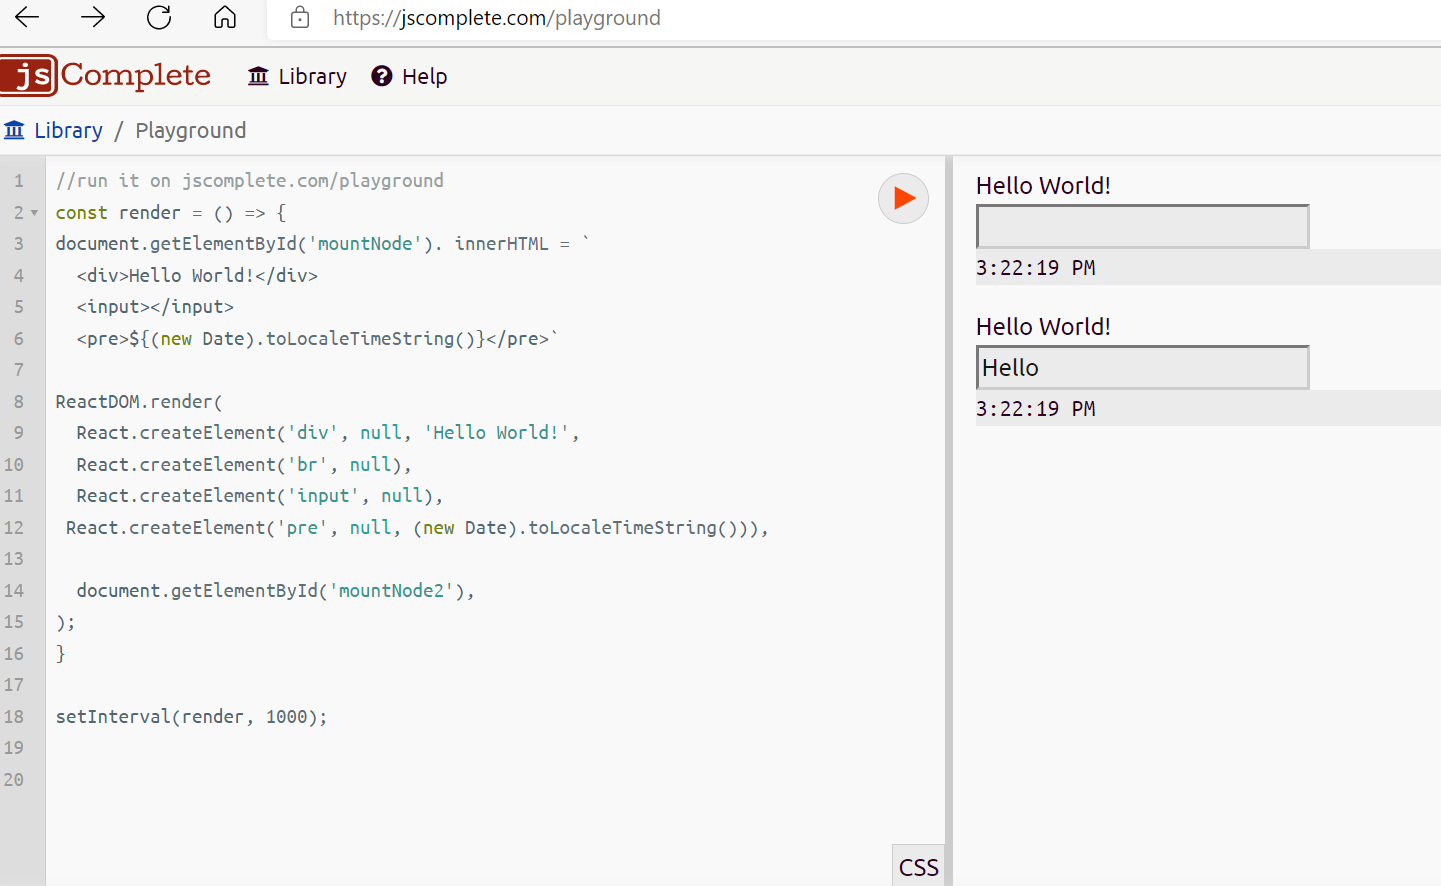 https://jscomplete.com/playground
jsComplete Library Help
Library / Playground
1 //run it on jscomplete.com/playground
2 const render = () => {
3 document.getElementById('mountNode'). innerHTML = `
4 <div>Hello World!</div>
5 <input></input>
6 <pre>${(new Date).toLocaleTimeString()}</pre>`
7
8 ReactDOM.render(
9 React.createElement('div', null, 'Hello World!',
10 React.createElement('br', null),
11 React.createElement('input', null),
12 React.createElement('pre', null, (new Date).toLocaleTimeString())),
13
14 document.getElementById('mountNode2'),
15 );
16 }
17
18 setInterval(render, 1000);
19
20
CSS
Hello World!
3:22:19 PM
Hello World!
Hello
3:22:19 PM